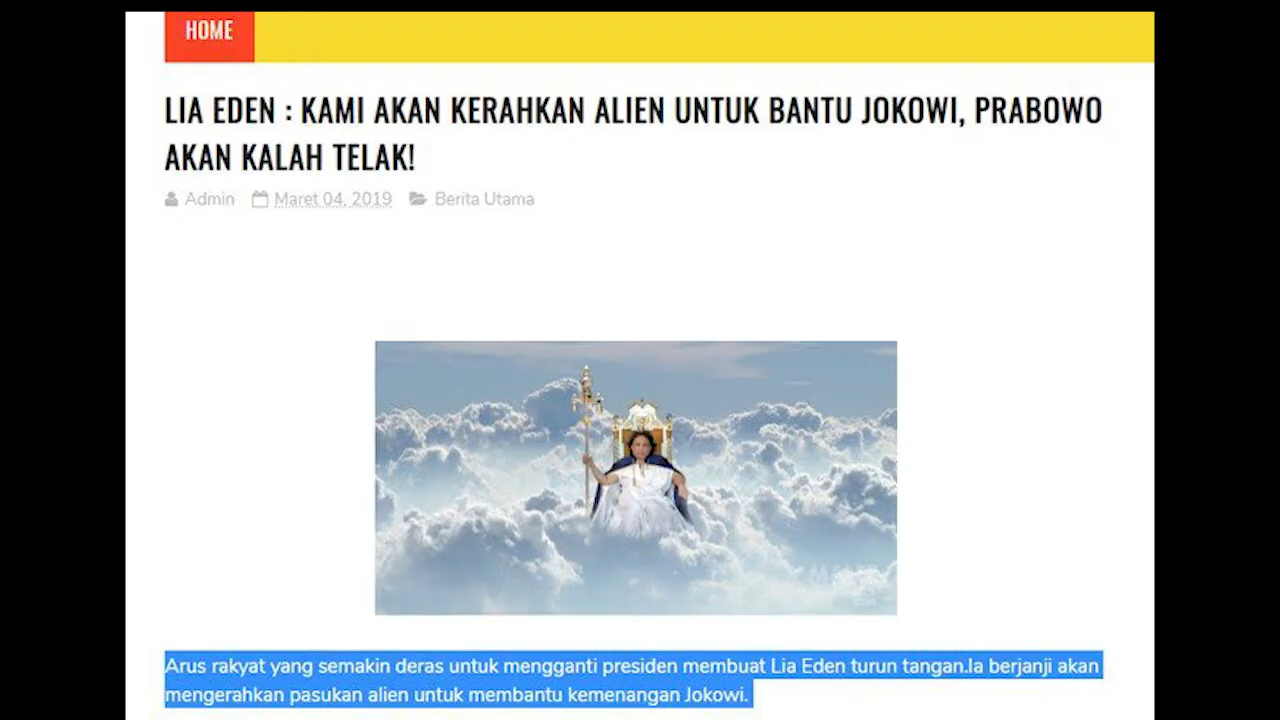 HOME
LIA EDEN : KAMI AKAN KERAHKAN ALIEN UNTUK BANTU JOKOWI, PRABOWO
AKAN KALAH TELAK!
Admin Maret 04, 2019 Berita Utama
Arus rakyat yang semakin deras untuk mengganti presiden membuat Lia Eden turun tangan.Ia berjanji akan
mengerahkan pasukan alien untuk membantu kemenangan Jokowi.